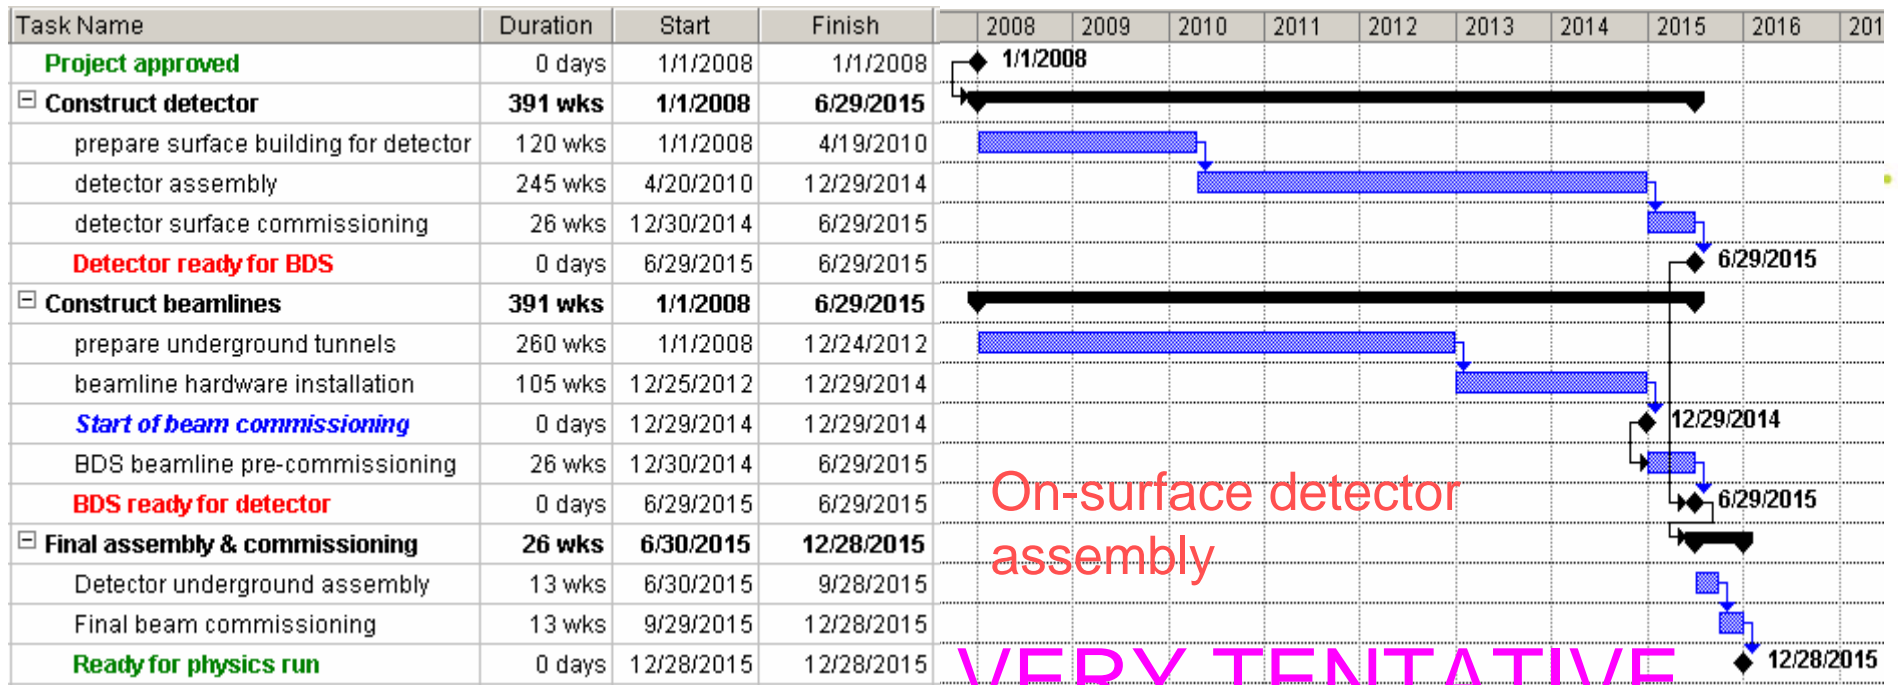 Task Name Duration Start Finish 2008 2009 2010 2011 2012 2013 2014 2015 2016 201
Project approved 0 days 1/1/2008 1/1/2008 1/1/2008
Construct detector 391 wks 1/1/2008 6/29/2015
prepare surface building for detector 120 wks 1/1/2008 4/19/2010
detector assembly 245 wks 4/20/2010 12/29/2014
detector surface commissioning 26 wks 12/30/2014 6/29/2015
Detector ready for BDS 0 days 6/29/2015 6/29/2015 6/29/2015
Construct beamlines 391 wks 1/1/2008 6/29/2015
prepare underground tunnels 260 wks 1/1/2008 12/24/2012
beamline hardware installation 105 wks 12/25/2012 12/29/2014
Start of beam commissioning 0 days 12/29/2014 12/29/2014 12/29/2014
BDS beamline pre-commissioning 26 wks 12/30/2014 6/29/2015
BDS ready for detector 0 days 6/29/2015 6/29/2015 6/29/2015
Final assembly & commissioning 26 wks 6/30/2015 12/28/2015
Detector underground assembly 13 wks 6/30/2015 9/28/2015
Final beam commissioning 13 wks 9/29/2015 12/28/2015
Ready for physics run 0 days 12/28/2015 12/28/2015 12/28/2015
On-surface detector
assembly
VERY TENTATIVE